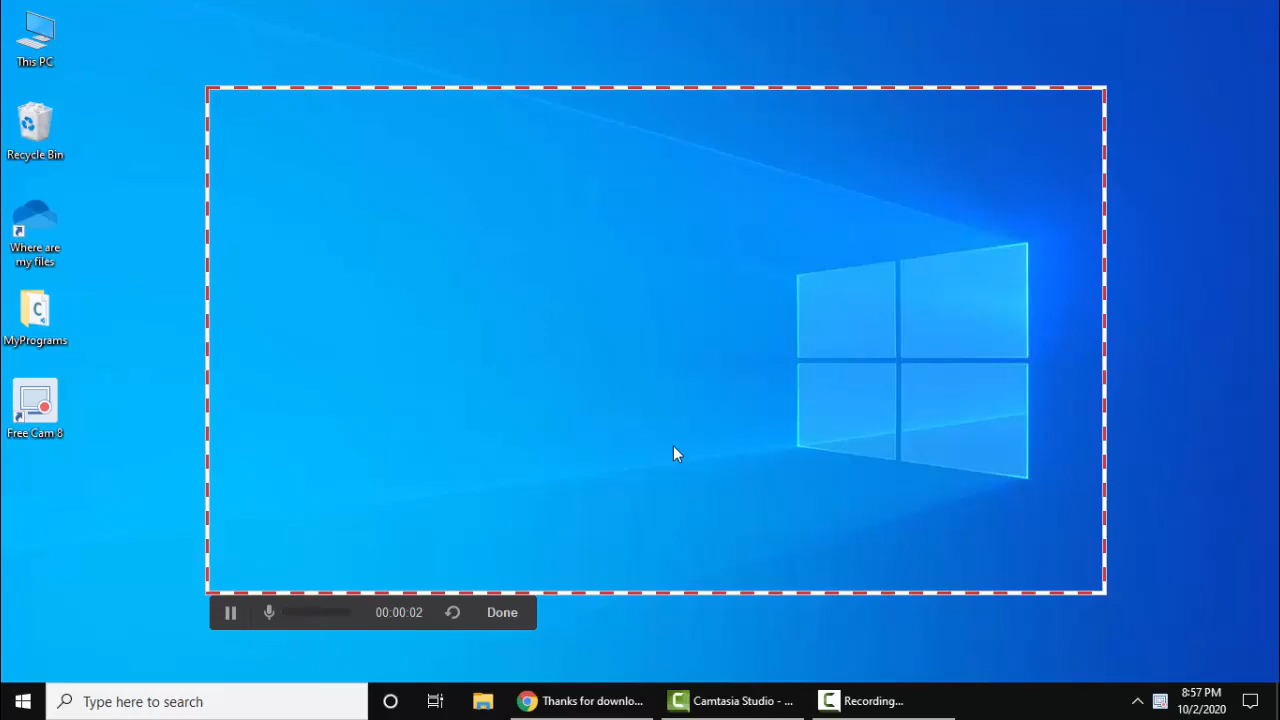 This PC
Recycle Bin
Where are
my files
MyPrograms
Free Cam 8
00:00:02
Done
Type here to search
Thanks for downlo...
Camtasia Studio - ...
Recording...
8:57 PM
10/2/2020